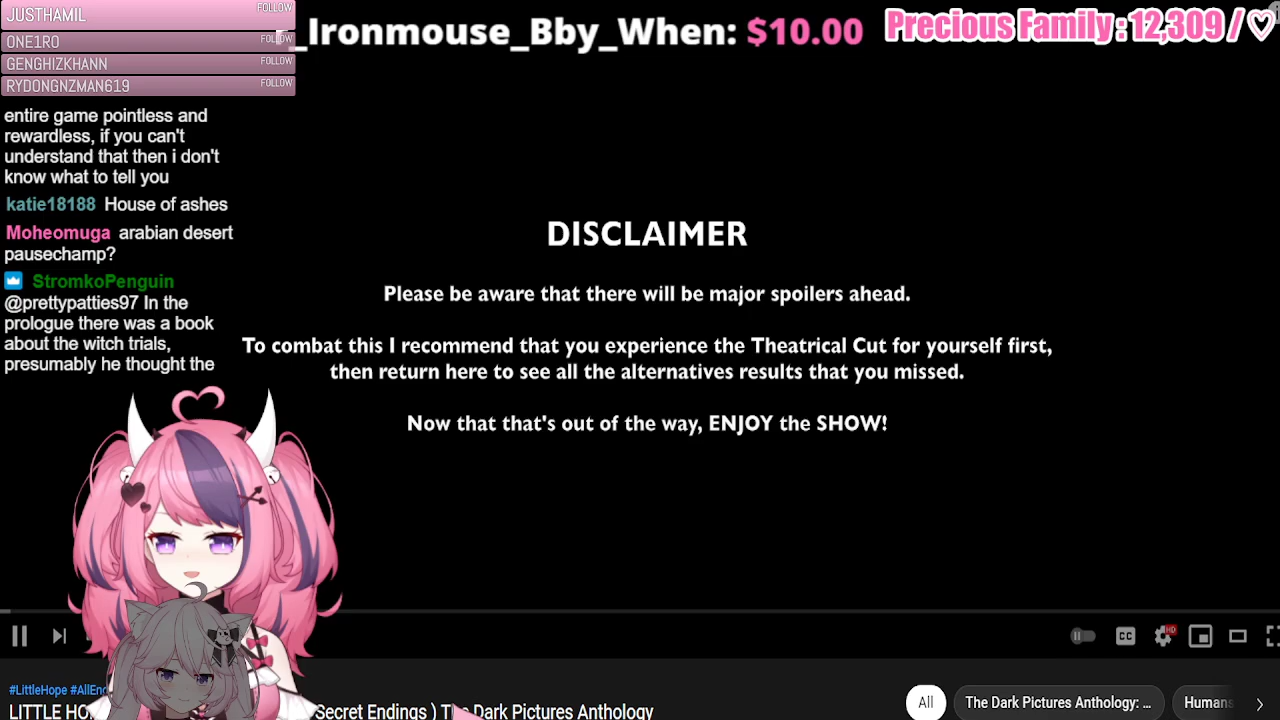 JUSTHAMIL FOLLOW
ONE1RO FOLLOW
GENGHIZKHANN FOLLOW
RYDONGNZMAN619 FOLLOW
_Ironmouse_Bby_When: $10.00
Precious Family : 12,309 / ♡
entire game pointless and
rewardless, if you can't
understand that then i don't
know what to tell you
katie18188 House of ashes
Moheomuga arabian desert
pausechamp?
StromkoPenguin
@prettypatties97 In the
prologue there was a book
about the witch trials,
presumably he thought the
DISCLAIMER
Please be aware that there will be major spoilers ahead.
To combat this I recommend that you experience the Theatrical Cut for yourself first,
then return here to see all the alternatives results that you missed.
Now that that's out of the way, ENJOY the SHOW!
CC
HD
#LittleHope #AllEn
LITTLE HO
Secret Endings ) The Dark Pictures Anthology
All
The Dark Pictures Anthology: ...
Humans